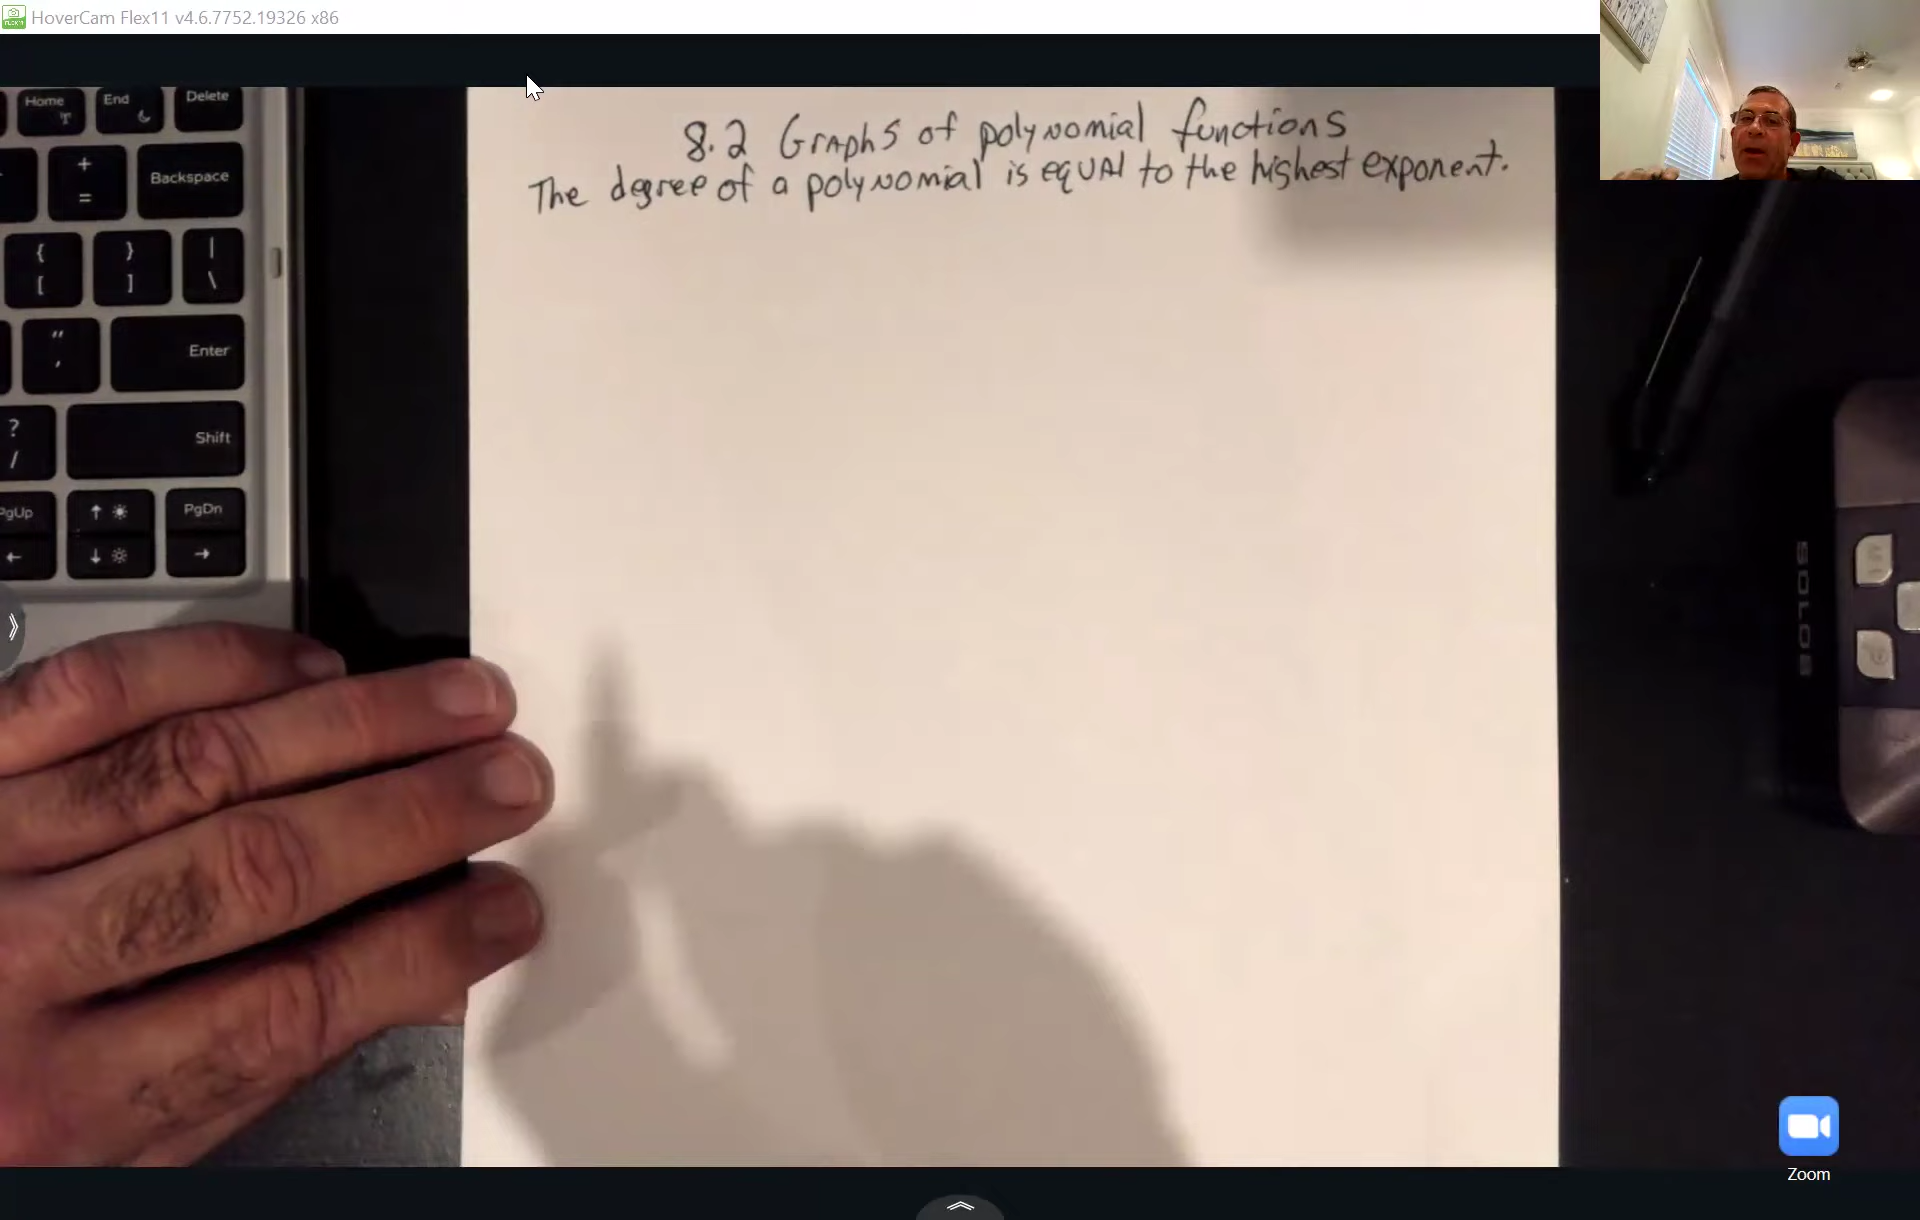 HoverCam Flex11 v4.6.7752.19326 x86
8.2 Graphs of polynomial functions
The degree of a polynomial is equal to the highest exponent.
Home End Delete
+
= Backspace
{ } |
[ ] \
"
' Enter
?
/ Shift
PgUp ↑ PgDn
← ↓ →
SOLOS
Zoom